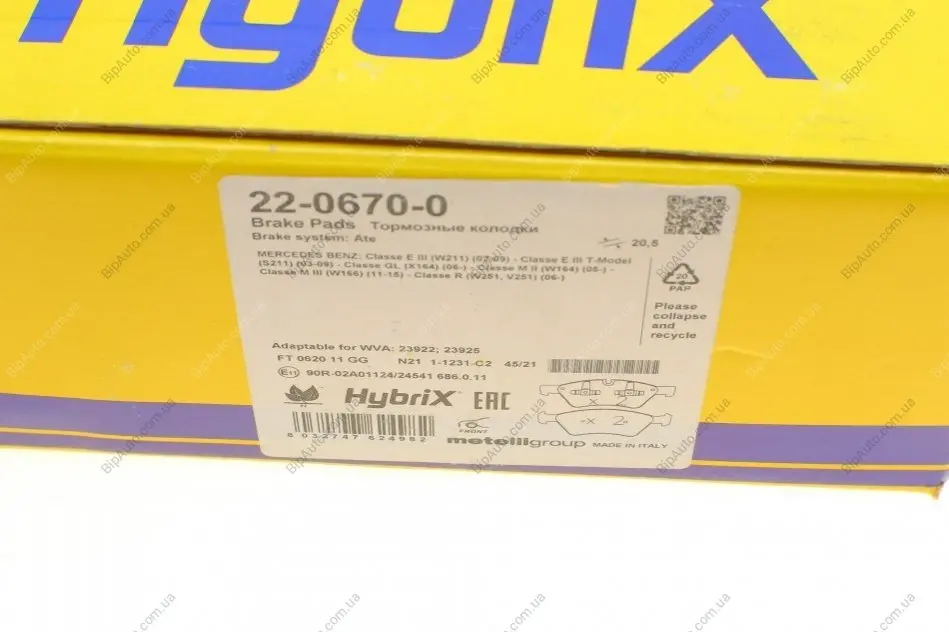 HybriX
22-0670-0
Brake Pads Тормозные колодки
Brake system: Ate
20,5
MERCEDES BENZ: Classe E III (W211) (02-09) - Classe E III T-Model
(S211) (03-09) - Classe GL (X164) (06-) - Classe M II (W164) (05-) -
Classe M III (W166) (11-15) - Classe R (W251, V251) (06-)
20
PAP
Please
collapse
and
recycle
Adaptable for WVA: 23922; 23925
FT 0620 11 GG N21 1-1231-C2 45/21
E11 90R-02A01124/24541 686.0.11
HybriX EAC
x 2
x 2
8 032747 624982
FRONT
metelligroup MADE IN ITALY
BipAuto.com.ua